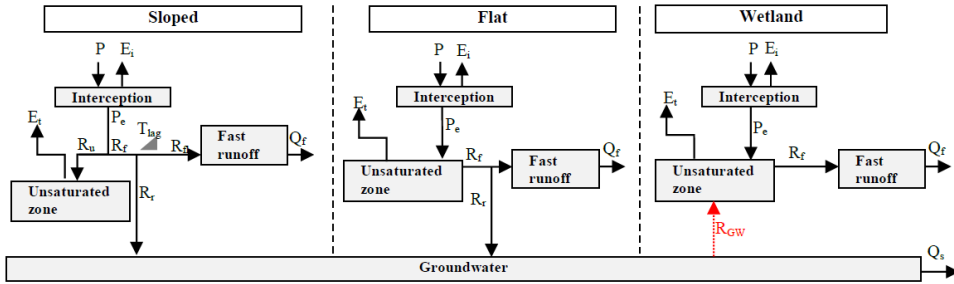 Sloped
Flat
Wetland
P
Ei
P
Ei
P
Ei
Interception
Interception
Interception
Et
Pe
Tlag
Ru
Rf
Rfl
Fast
runoff
Qf
Unsaturated
zone
Rr
Et
Pe
Unsaturated
zone
Rf
Fast
runoff
Qf
Rr
Et
Pe
Unsaturated
zone
Rf
Fast
runoff
Qf
RGW
Groundwater
Qs